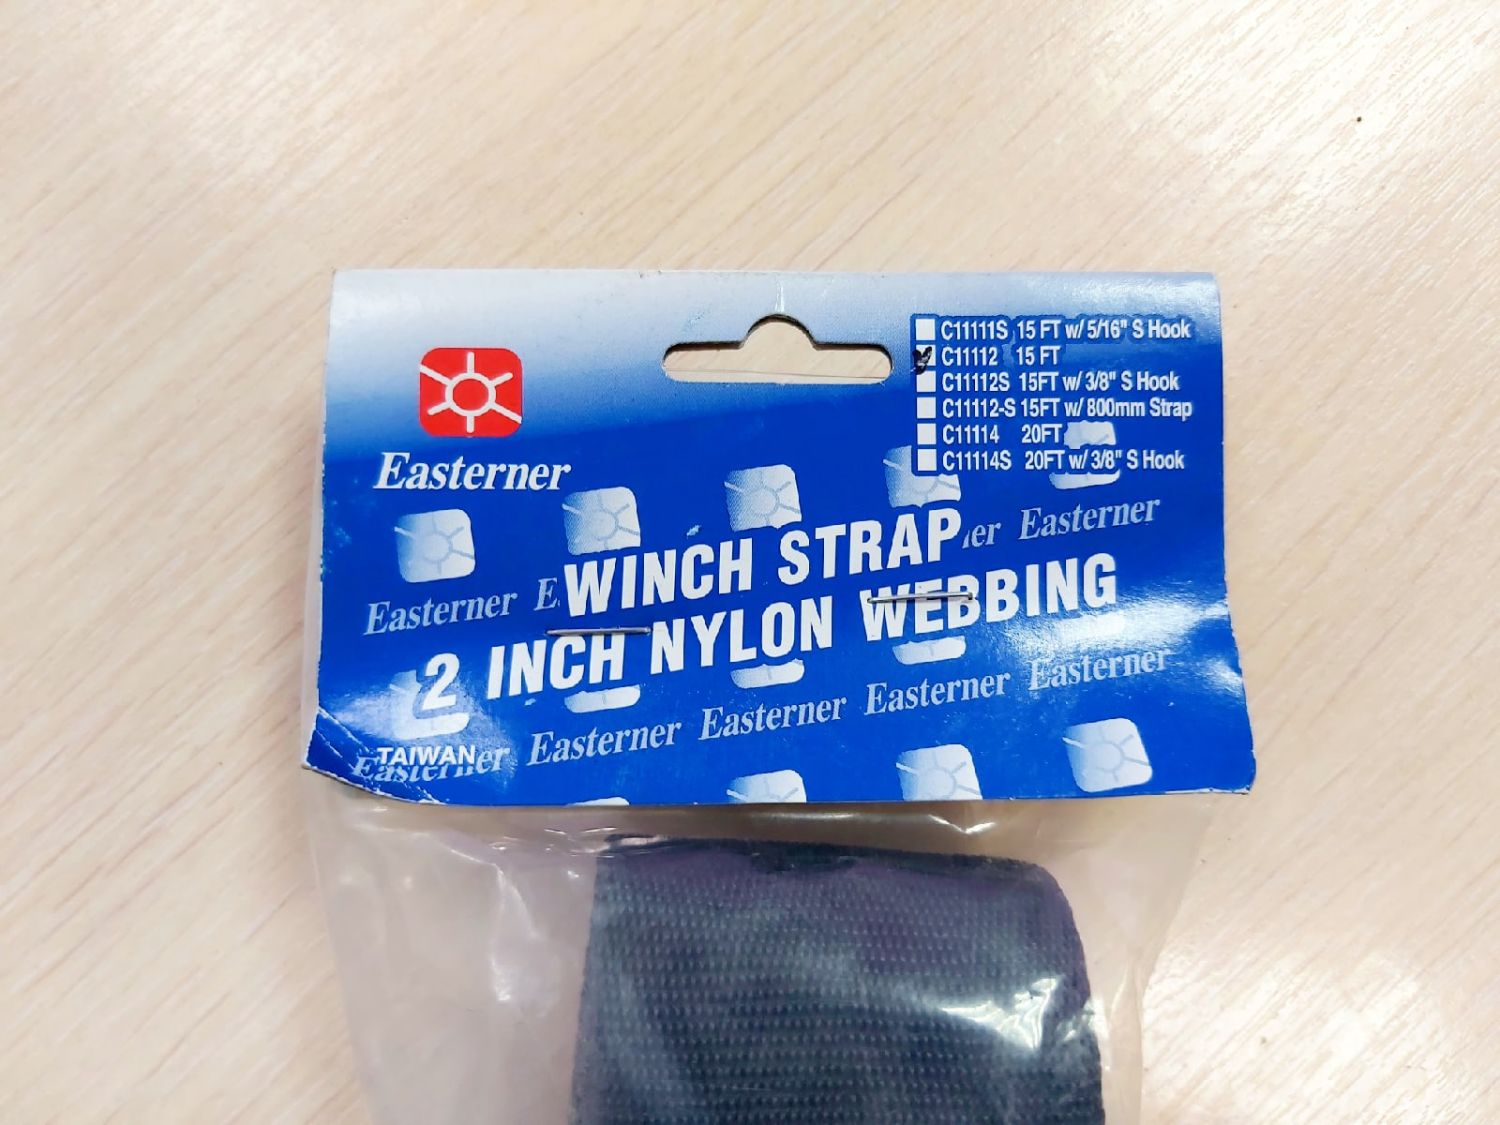 Easterner
C11111S 15 FT w/ 5/16" S Hook
C11112 15 FT
C11112S 15FT w/ 3/8" S Hook
C11112-S 15FT w/ 800mm Strap
C11114 20FT
C11114S 20FT w/ 3/8" S Hook
WINCH STRAP
2 INCH NYLON WEBBING
Easterner
Easterner
Easterner Easterner Easterner Easterner
TAIWAN